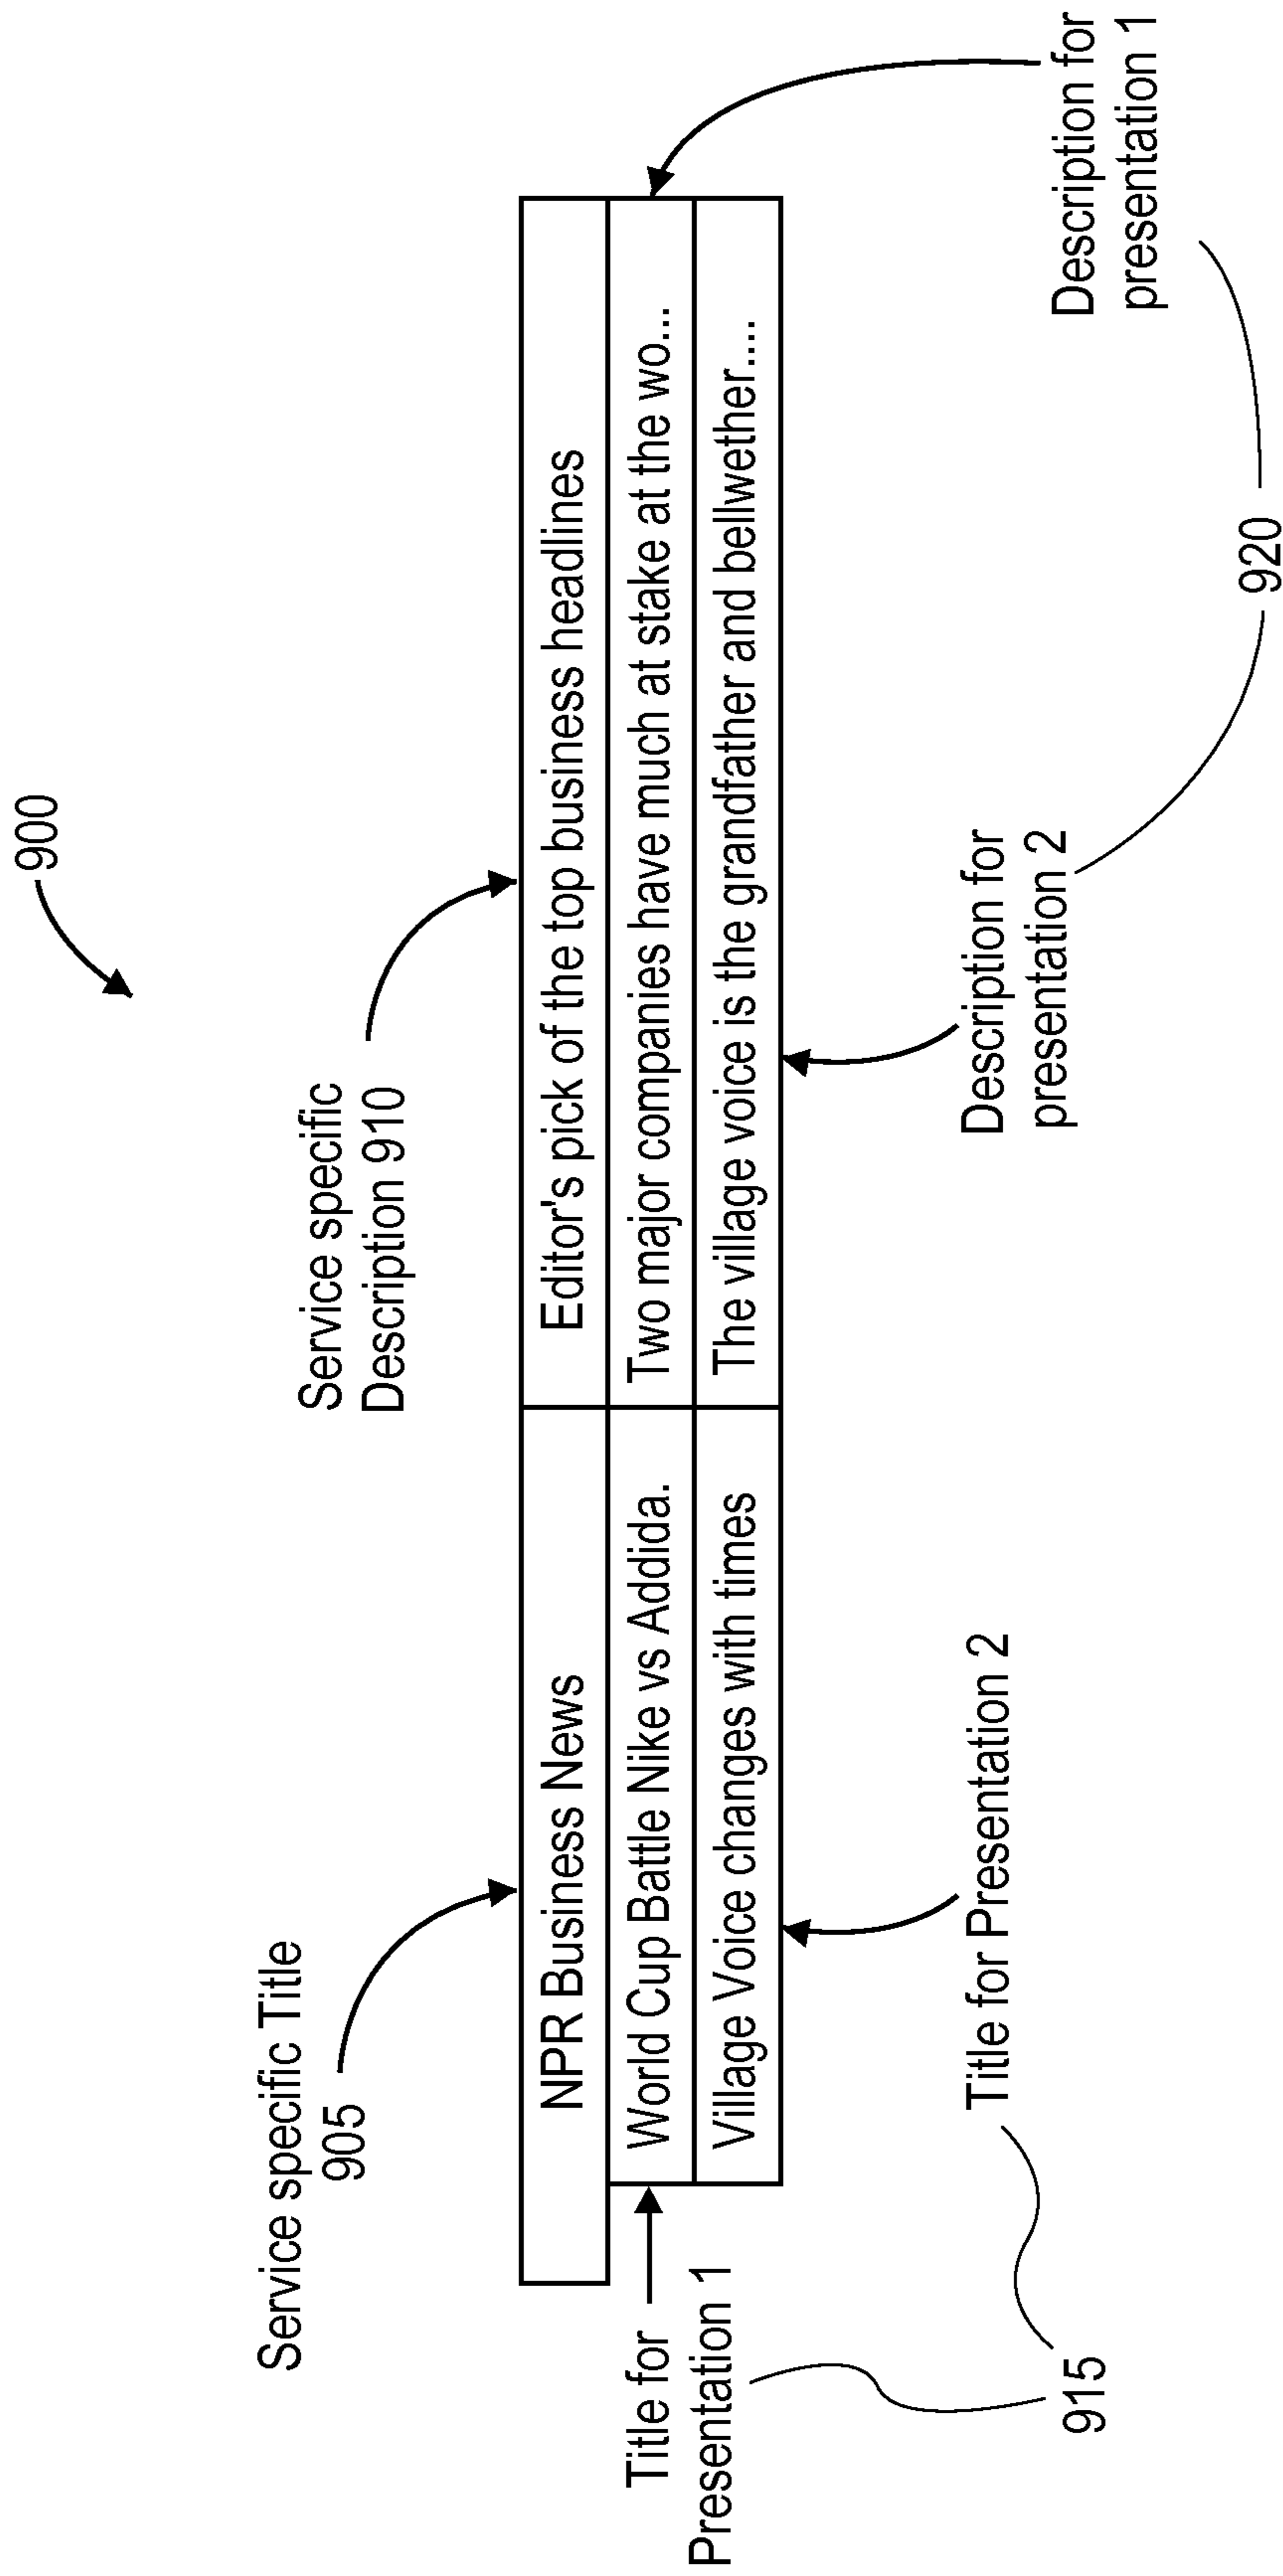 900
Service specific Title
905
Service specific
Description 910
NPR Business News
Editor's pick of the top business headlines
World Cup Battle Nike vs Addida.
Two major companies have much at stake at the wo...
Village Voice changes with times
The village voice is the grandfather and bellwether....
Title for
Presentation 1
Title for Presentation 2
915
Description for
presentation 2
Description for
presentation 1
920